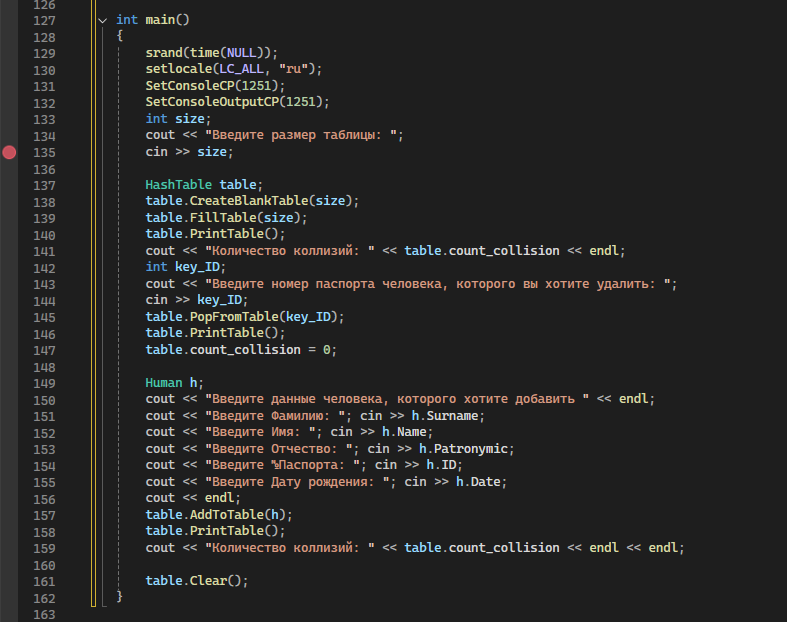 126
127 int main()
128 {
129 srand(time(NULL));
130 setlocale(LC_ALL, "ru");
131 SetConsoleCP(1251);
132 SetConsoleOutputCP(1251);
133 int size;
134 cout << "Введите размер таблицы: ";
135 cin >> size;
136
137 HashTable table;
138 table.CreateBlankTable(size);
139 table.FillTable(size);
140 table.PrintTable();
141 cout << "Количество коллизий: " << table.count_collision << endl;
142 int key_ID;
143 cout << "Введите номер паспорта человека, которого вы хотите удалить: ";
144 cin >> key_ID;
145 table.PopFromTable(key_ID);
146 table.PrintTable();
147 table.count_collision = 0;
148
149 Human h;
150 cout << "Введите данные человека, которого хотите добавить " << endl;
151 cout << "Введите Фамилию: "; cin >> h.Surname;
152 cout << "Введите Имя: "; cin >> h.Name;
153 cout << "Введите Отчество: "; cin >> h.Patronymic;
154 cout << "Введите №Паспорта: "; cin >> h.ID;
155 cout << "Введите Дату рождения: "; cin >> h.Date;
156 cout << endl;
157 table.AddToTable(h);
158 table.PrintTable();
159 cout << "Количество коллизий: " << table.count_collision << endl << endl;
160
161 table.Clear();
162 }
163